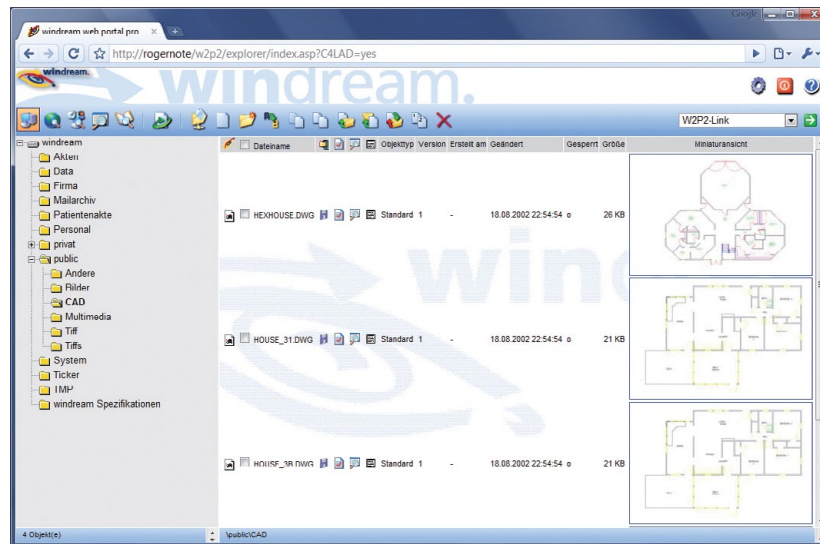 Google
windream web portal pro
http://rogernote/w2p2/explorer/index.asp?C4LAD=yes
windream.
windream.
W2P2-Link
windream
Akten
Data
Firma
Mailarchiv
Patientenakte
Personal
privat
public
Andere
Bilder
CAD
Multimedia
Tiff
Tiffs
System
Ticker
TMP
windream Spezifikationen
Dateiname Objekttyp Version Erstellt am Geändert Gesperrt Größe Miniaturansicht
HEXHOUSE.DWG Standard 1 - 18.08.2002 22:54:54 o 26 KB
HOUSE_31.DWG Standard 1 - 18.08.2002 22:54:54 o 21 KB
HOUSE_3B.DWG Standard 1 - 18.08.2002 22:54:54 o 21 KB
4 Objekt(e)
\public\CAD